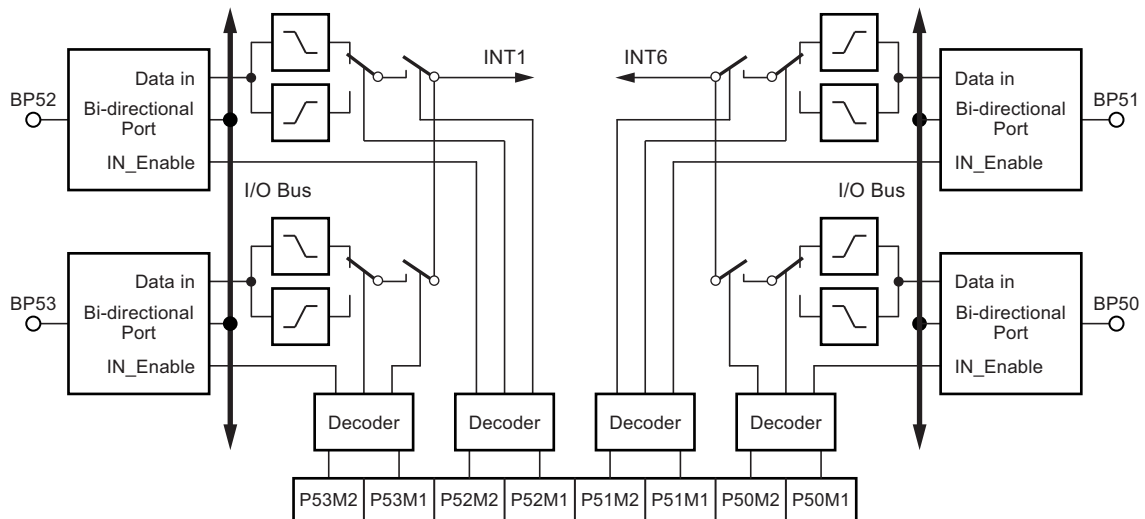 INT1
INT6
Data in
Data in
BP52
BP51
Bi-directional
Port
Bi-directional
Port
IN_Enable
IN_Enable
I/O Bus
I/O Bus
Data in
Data in
BP53
BP50
Bi-directional
Port
Bi-directional
Port
IN_Enable
IN_Enable
Decoder
Decoder
Decoder
Decoder
P53M2 P53M1 P52M2 P52M1 P51M2 P51M1 P50M2 P50M1